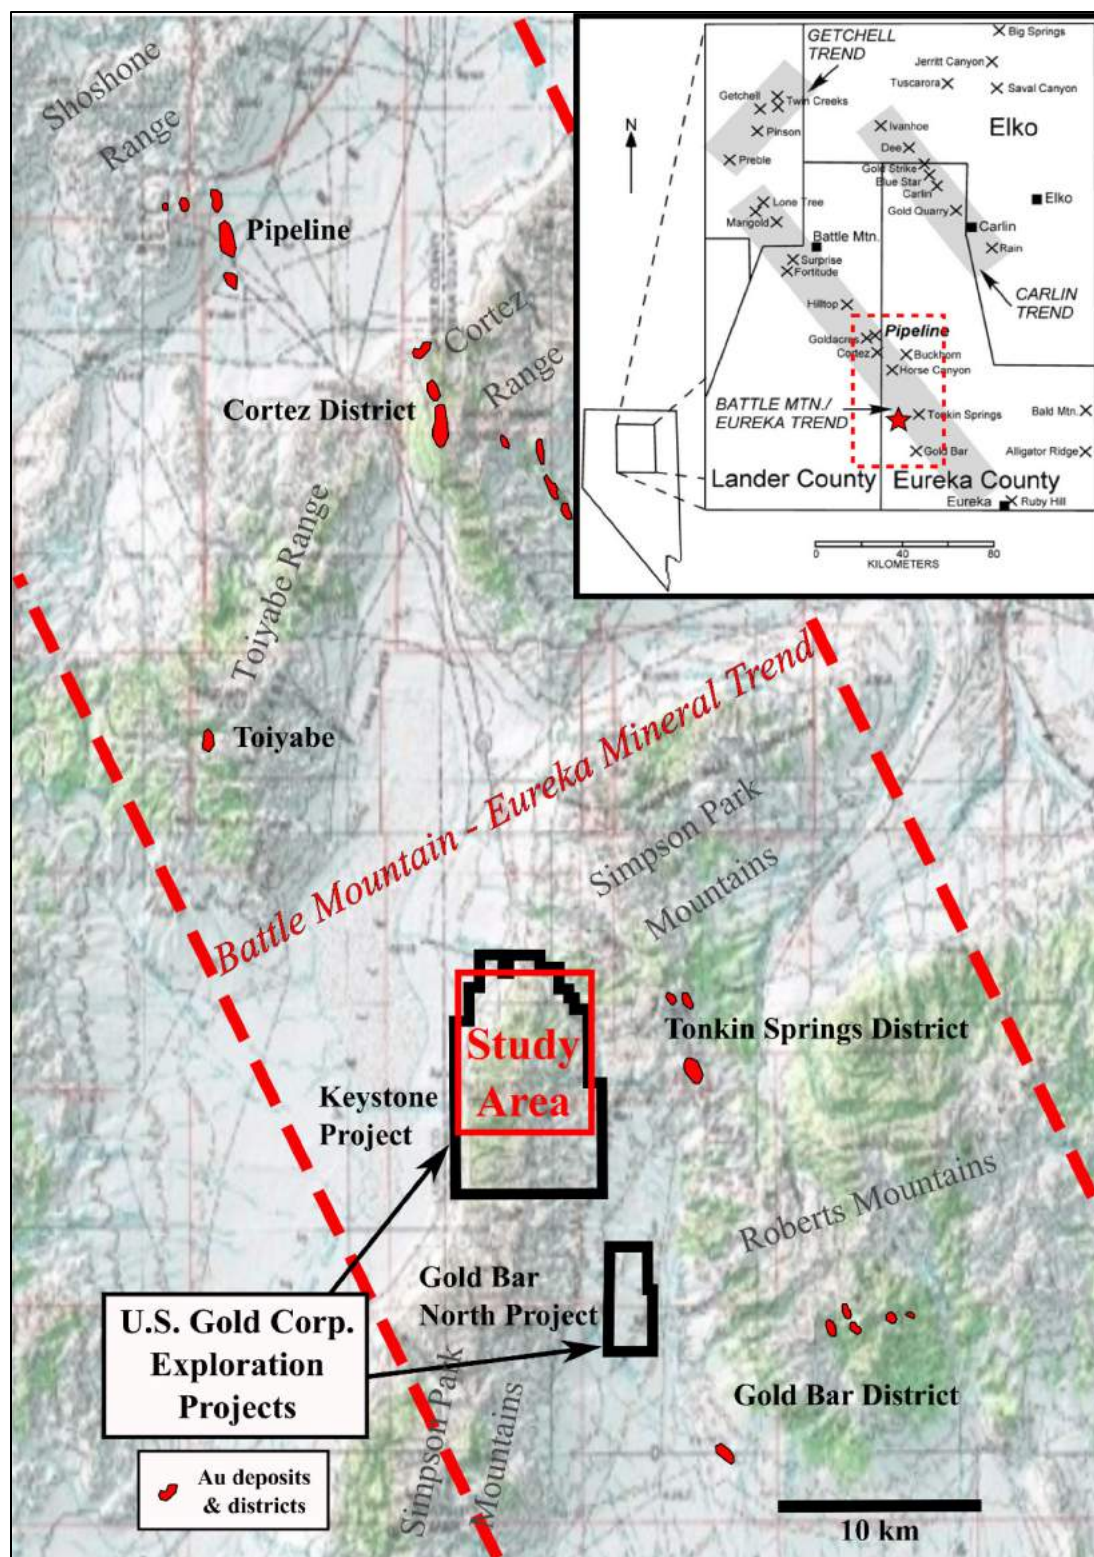 Shoshone
Range
Pipeline
Cortez
Range
Cortez District
Toiyabe Range
Toiyabe
Battle Mountain - Eureka Mineral Trend
Simpson Park
Mountains
Study
Area
Tonkin Springs District
Keystone
Project
Roberts Mountains
Gold Bar
North Project
U.S. Gold Corp.
Exploration
Projects
Gold Bar District
Simpson Park
Mountains
Au deposits
& districts
10 km
GETCHELL
TREND
Big Springs
Jerritt Canyon
Tuscarora
Saval Canyon
Getchell
Twin Creeks
N
Pinson
Ivanhoe
Elko
Dee
Preble
Gold Strike
Blue Star
Carlin
Elko
Lone Tree
Marigold
Gold Quarry
Carlin
Battle Mtn.
Rain
Surprise
Fortitude
CARLIN
TREND
Hilltop
Pipeline
Goldacres
Cortez
Buckhorn
Horse Canyon
BATTLE MTN./
EUREKA TREND
Tonkin Springs
Bald Mtn.
Gold Bar
Alligator Ridge
Lander County
Eureka County
Eureka
Ruby Hill
0 40 80
KILOMETERS